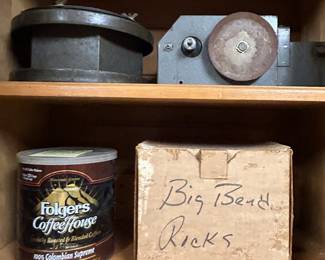 Folgers
CoffeeHouse
100% Colombian Supreme
Big Bend
Rocks